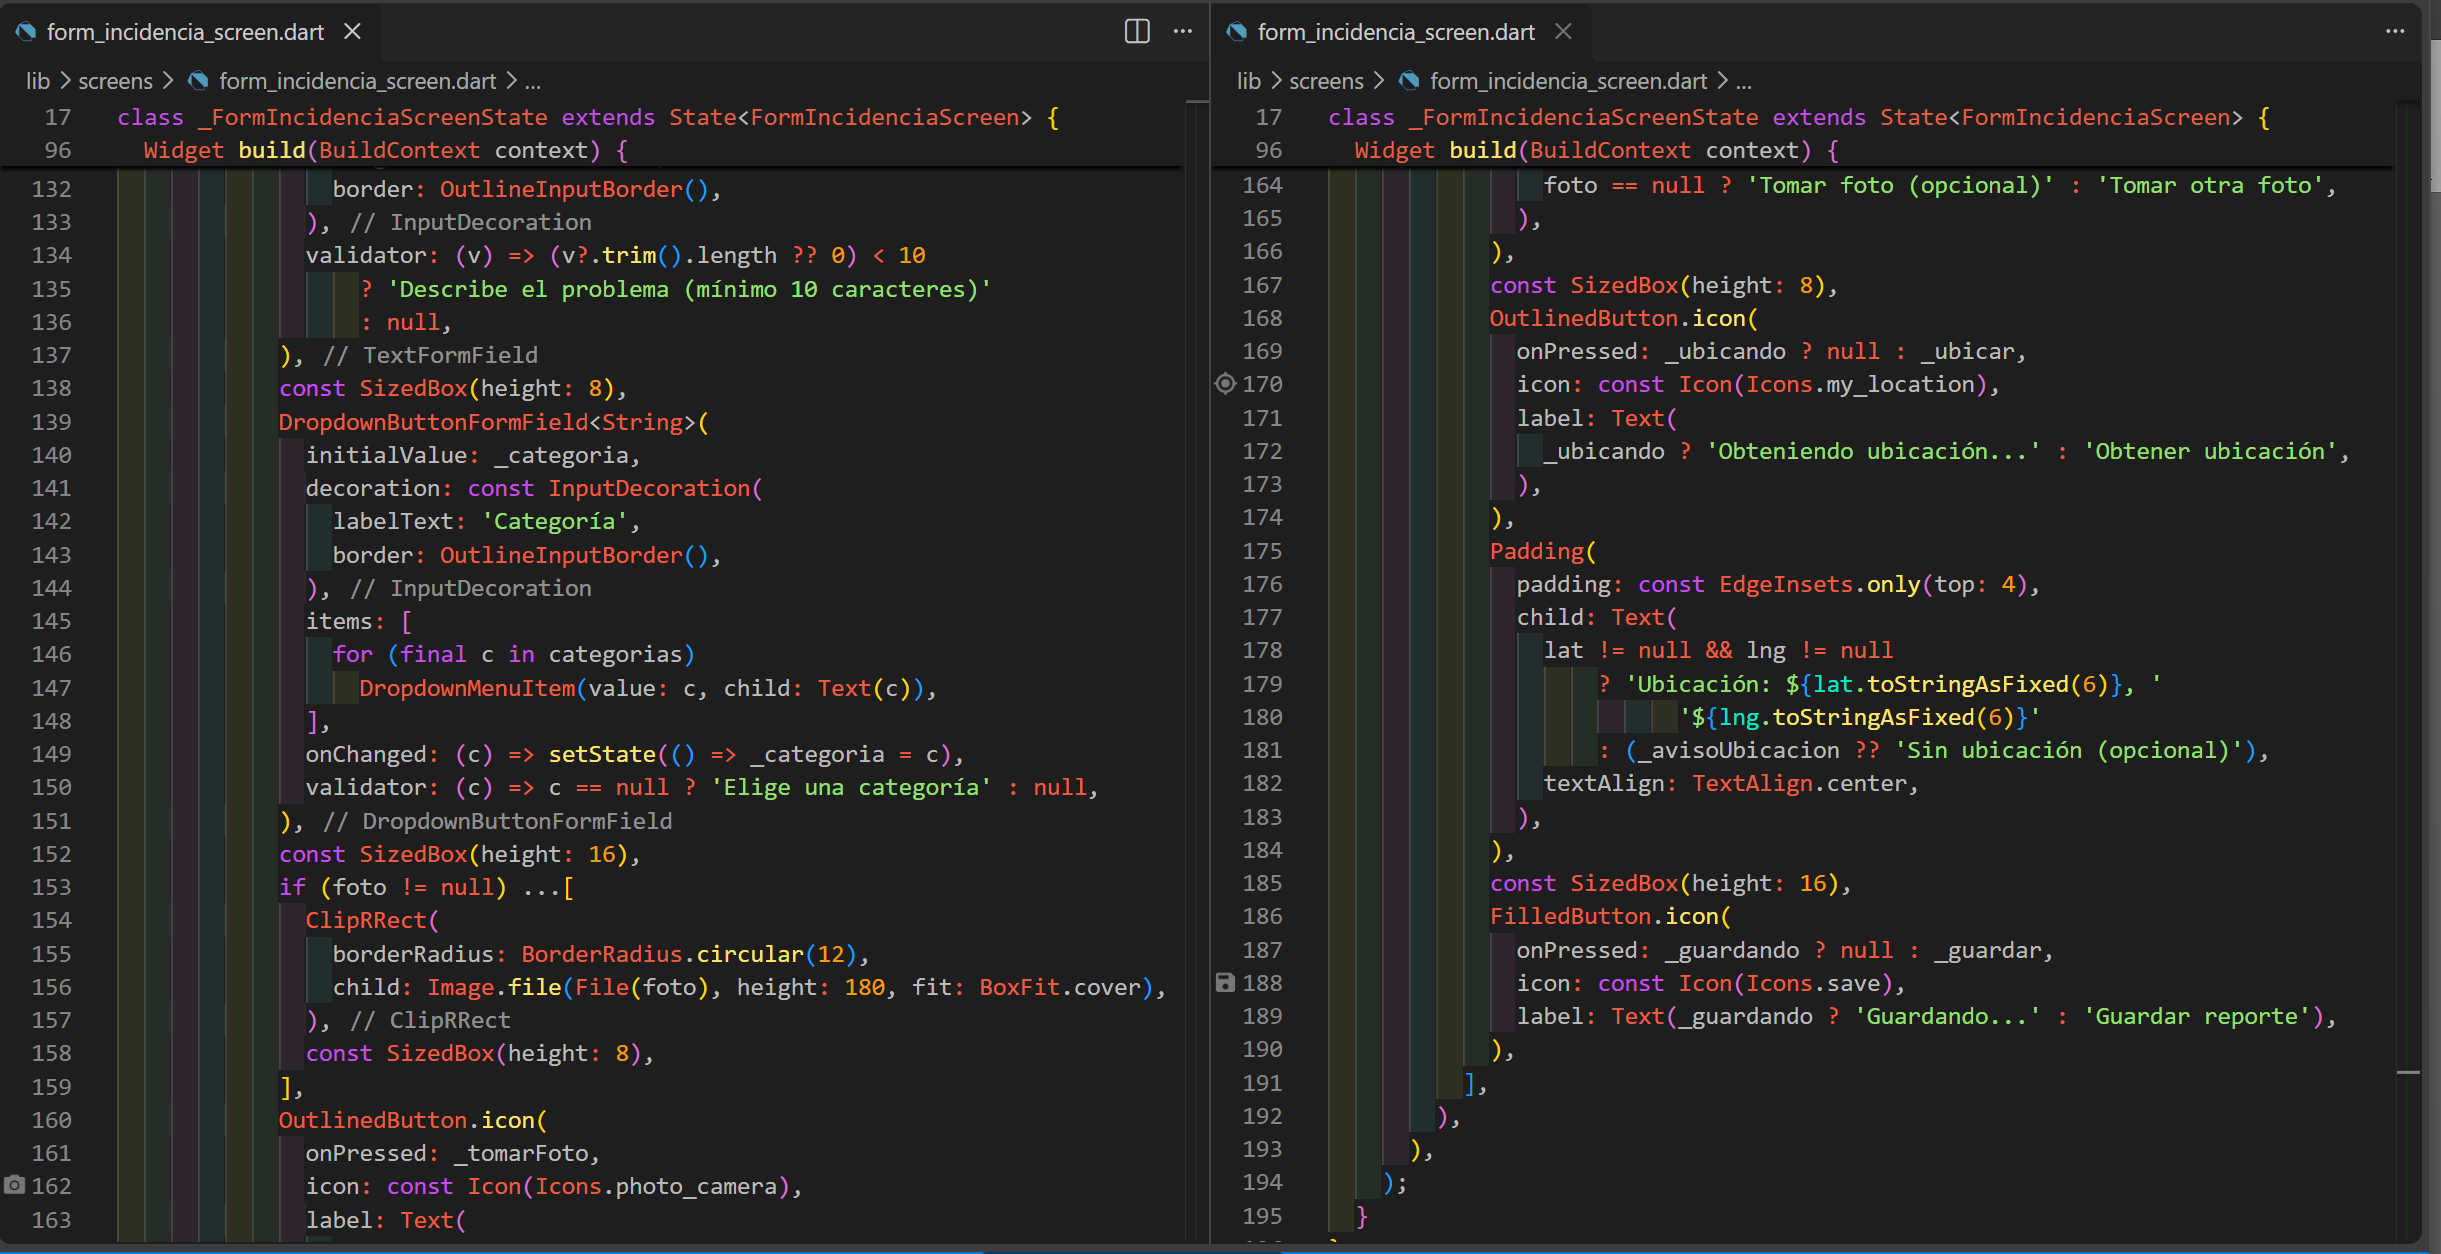 form_incidencia_screen.dart
lib > screens > form_incidencia_screen.dart > ...
17 class _FormIncidenciaScreenState extends State<FormIncidenciaScreen> {
96 Widget build(BuildContext context) {
132 border: OutlineInputBorder(),
133 ), // InputDecoration
134 validator: (v) => (v?.trim().length ?? 0) < 10
135 ? 'Describe el problema (mínimo 10 caracteres)'
136 : null,
137 ), // TextFormField
138 const SizedBox(height: 8),
139 DropdownButtonFormField<String>(
140 initialValue: _categoria,
141 decoration: const InputDecoration(
142 labelText: 'Categoría',
143 border: OutlineInputBorder(),
144 ), // InputDecoration
145 items: [
146 for (final c in categorias)
147 DropdownMenuItem(value: c, child: Text(c)),
148 ],
149 onChanged: (c) => setState(() => _categoria = c),
150 validator: (c) => c == null ? 'Elige una categoría' : null,
151 ), // DropdownButtonFormField
152 const SizedBox(height: 16),
153 if (foto != null) ...[
154 ClipRRect(
155 borderRadius: BorderRadius.circular(12),
156 child: Image.file(File(foto), height: 180, fit: BoxFit.cover),
157 ), // ClipRRect
158 const SizedBox(height: 8),
159 ],
160 OutlinedButton.icon(
161 onPressed: _tomarFoto,
162 icon: const Icon(Icons.photo_camera),
163 label: Text(
form_incidencia_screen.dart
lib > screens > form_incidencia_screen.dart > ...
17 class _FormIncidenciaScreenState extends State<FormIncidenciaScreen> {
96 Widget build(BuildContext context) {
164 foto == null ? 'Tomar foto (opcional)' : 'Tomar otra foto',
165 ),
166 ),
167 const SizedBox(height: 8),
168 OutlinedButton.icon(
169 onPressed: _ubicando ? null : _ubicar,
170 icon: const Icon(Icons.my_location),
171 label: Text(
172 _ubicando ? 'Obteniendo ubicación...' : 'Obtener ubicación',
173 ),
174 ),
175 Padding(
176 padding: const EdgeInsets.only(top: 4),
177 child: Text(
178 lat != null && lng != null
179 ? 'Ubicación: ${lat.toStringAsFixed(6)}, '
180 '${lng.toStringAsFixed(6)}'
181 : (_avisoUbicacion ?? 'Sin ubicación (opcional)'),
182 textAlign: TextAlign.center,
183 ),
184 ),
185 const SizedBox(height: 16),
186 FilledButton.icon(
187 onPressed: _guardando ? null : _guardar,
188 icon: const Icon(Icons.save),
189 label: Text(_guardando ? 'Guardando...' : 'Guardar reporte'),
190 ),
191 ],
192 ),
193 ),
194 );
195 }